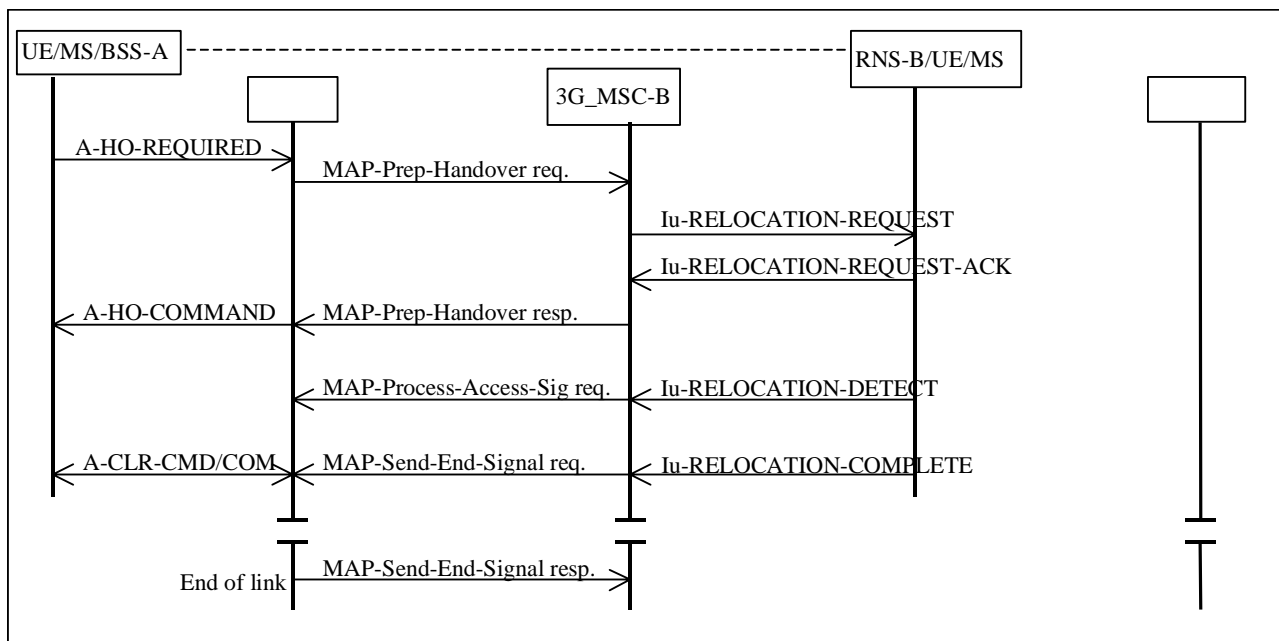 UE/MS/BSS-A
RNS-B/UE/MS
3G_MSC-B
A-HO-REQUIRED
MAP-Prep-Handover req.
Iu-RELOCATION-REQUEST
Iu-RELOCATION-REQUEST-ACK
A-HO-COMMAND
MAP-Prep-Handover resp.
MAP-Process-Access-Sig req.
Iu-RELOCATION-DETECT
A-CLR-CMD/COM
MAP-Send-End-Signal req.
Iu-RELOCATION-COMPLETE
End of link
MAP-Send-End-Signal resp.